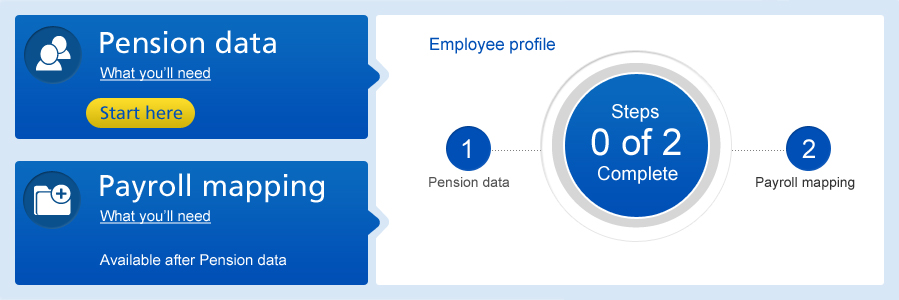 Pension data
What you'll need
Start here
Payroll mapping
What you'll need
Available after Pension data
Employee profile
1
Pension data
Steps
0 of 2
Complete
2
Payroll mapping